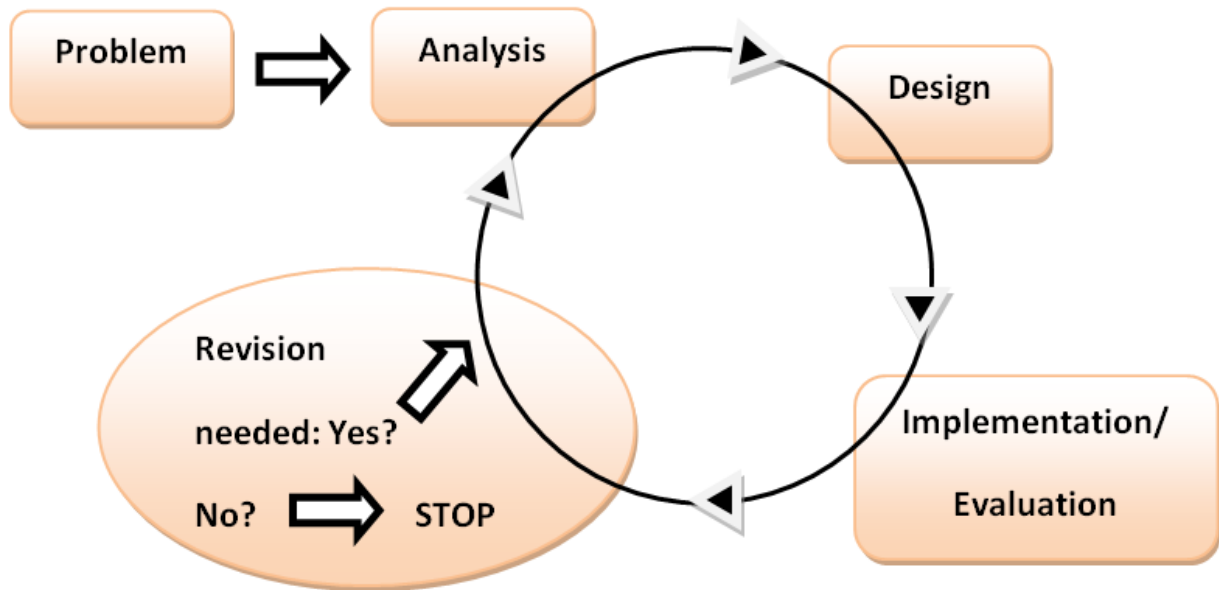 Problem
Analysis
Design
Implementation/
Evaluation
Revision
needed: Yes?
No?
STOP